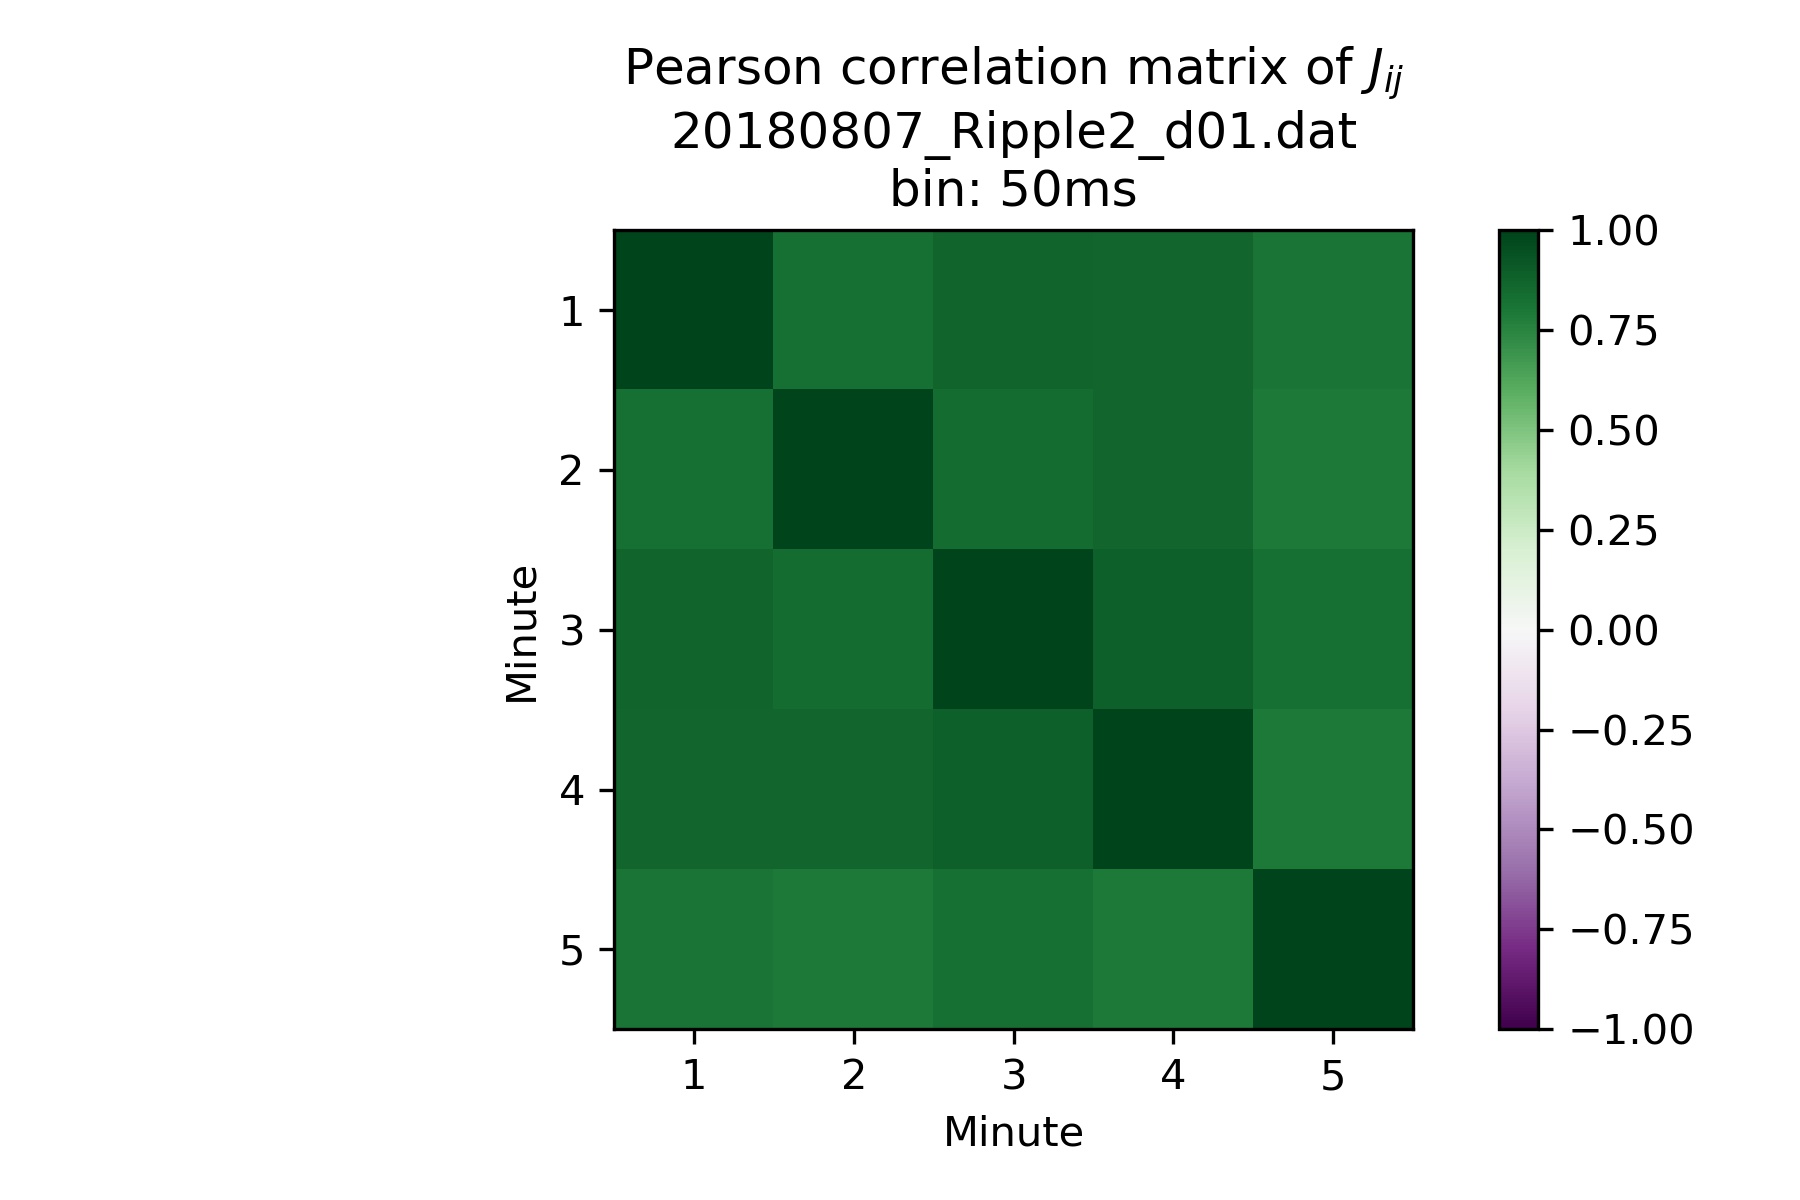 Pearson correlation matrix of J_ij
20180807_Ripple2_d01.dat
bin: 50ms
Minute
1
2
3
4
5
1 2 3 4 5
Minute
1.00
0.75
0.50
0.25
0.00
−0.25
−0.50
−0.75
−1.00